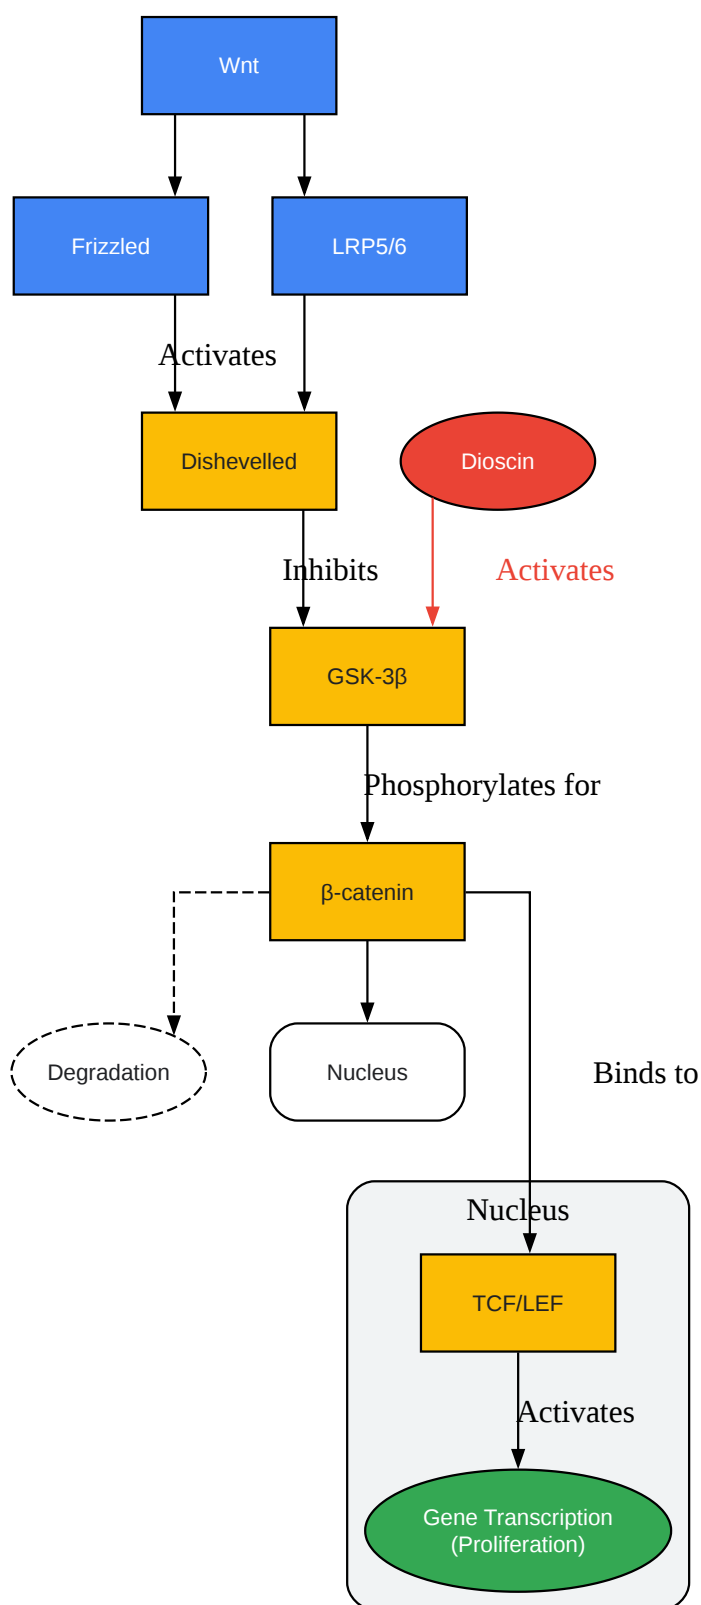 Wnt
Frizzled
LRP5/6
Activates
Dishevelled
Dioscin
Inhibits
Activates
GSK-3β
Phosphorylates for
β-catenin
Degradation
Nucleus
Binds to
Nucleus
TCF/LEF
Activates
Gene Transcription
(Proliferation)